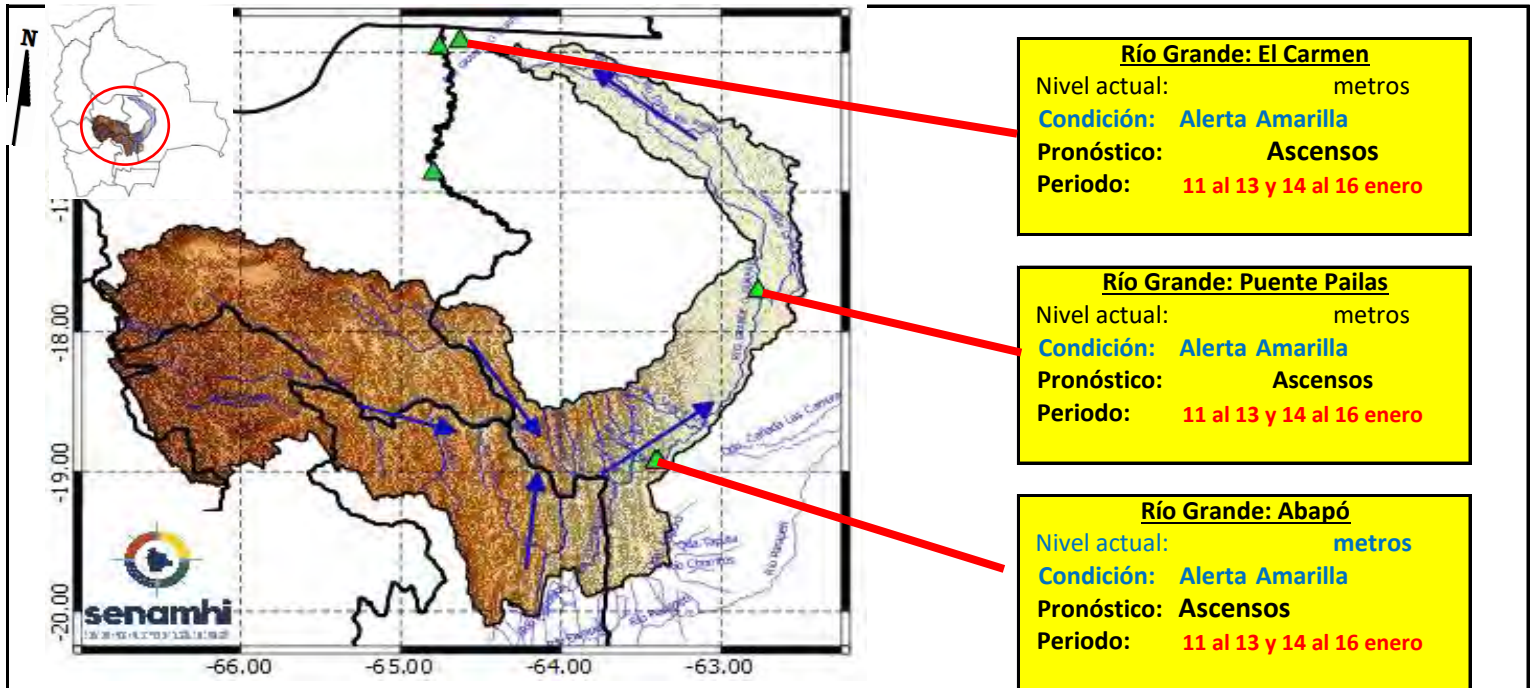 N
-17
-18.00
-19.00
-20.00
-66.00
-65.00
-64.00
-63.00
senamhi
Río Grande: El Carmen
Nivel actual: metros
Condición: Alerta Amarilla
Pronóstico: Ascensos
Periodo: 11 al 13 y 14 al 16 enero
Río Grande: Puente Pailas
Nivel actual: metros
Condición: Alerta Amarilla
Pronóstico: Ascensos
Periodo: 11 al 13 y 14 al 16 enero
Río Grande: Abapó
Nivel actual: metros
Condición: Alerta Amarilla
Pronóstico: Ascensos
Periodo: 11 al 13 y 14 al 16 enero